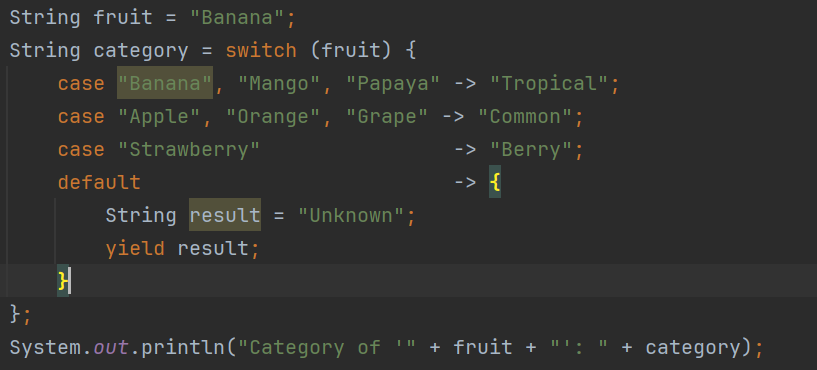 String fruit = "Banana";
String category = switch (fruit) {
    case "Banana", "Mango", "Papaya" -> "Tropical";
    case "Apple", "Orange", "Grape" -> "Common";
    case "Strawberry"                -> "Berry";
    default                          -> {
        String result = "Unknown";
        yield result;
    }
};
System.out.println("Category of '" + fruit + "': " + category);